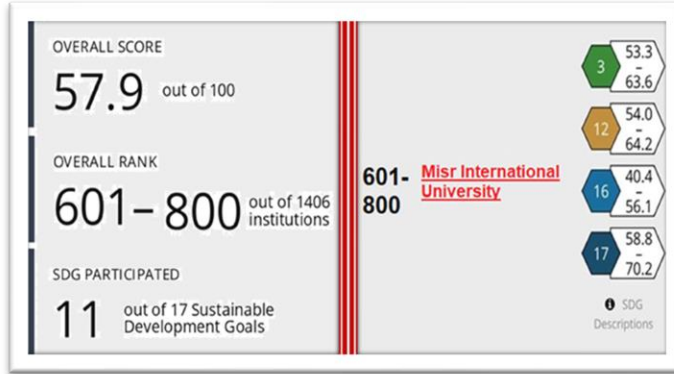 OVERALL SCORE
57.9 out of 100
OVERALL RANK
601– 800 out of 1406
institutions
SDG PARTICIPATED
11 out of 17 Sustainable
Development Goals
601-
800
Misr International
University
3
53.3
–
63.6
12
54.0
–
64.2
16
40.4
–
56.1
17
58.8
–
70.2
SDG
Descriptions